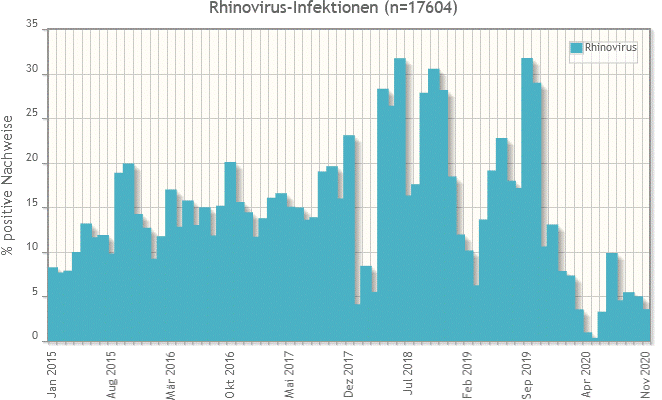 Rhinovirus-Infektionen (n=17604)
Rhinovirus
% positive Nachweise
35
30
25
20
15
10
5
0
Jan 2015
Aug 2015
Mär 2016
Okt 2016
Mai 2017
Dez 2017
Jul 2018
Feb 2019
Sep 2019
Apr 2020
Nov 2020